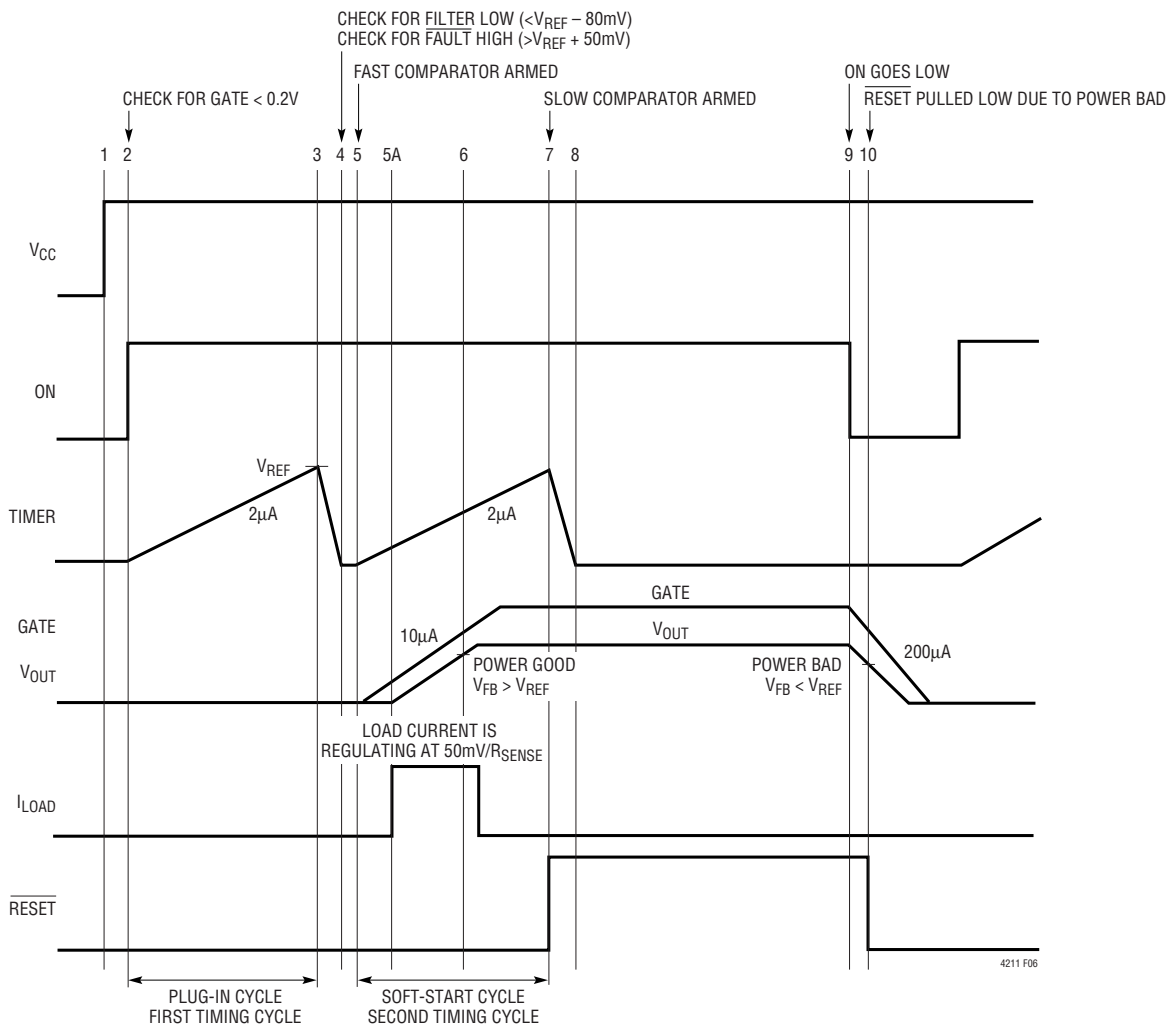 CHECK FOR FILTER LOW (<VREF – 80mV)
CHECK FOR FAULT HIGH (>VREF + 50mV)
FAST COMPARATOR ARMED
ON GOES LOW
CHECK FOR GATE < 0.2V
SLOW COMPARATOR ARMED
RESET PULLED LOW DUE TO POWER BAD
1 2 3 4 5 5A 6 7 8 9 10
VCC
ON
VREF
TIMER
2µA
2µA
GATE
GATE
10µA
VOUT
VOUT
200µA
POWER GOOD
VFB > VREF
POWER BAD
VFB < VREF
LOAD CURRENT IS
REGULATING AT 50mV/RSENSE
ILOAD
RESET
4211 F06
PLUG-IN CYCLE
FIRST TIMING CYCLE
SOFT-START CYCLE
SECOND TIMING CYCLE